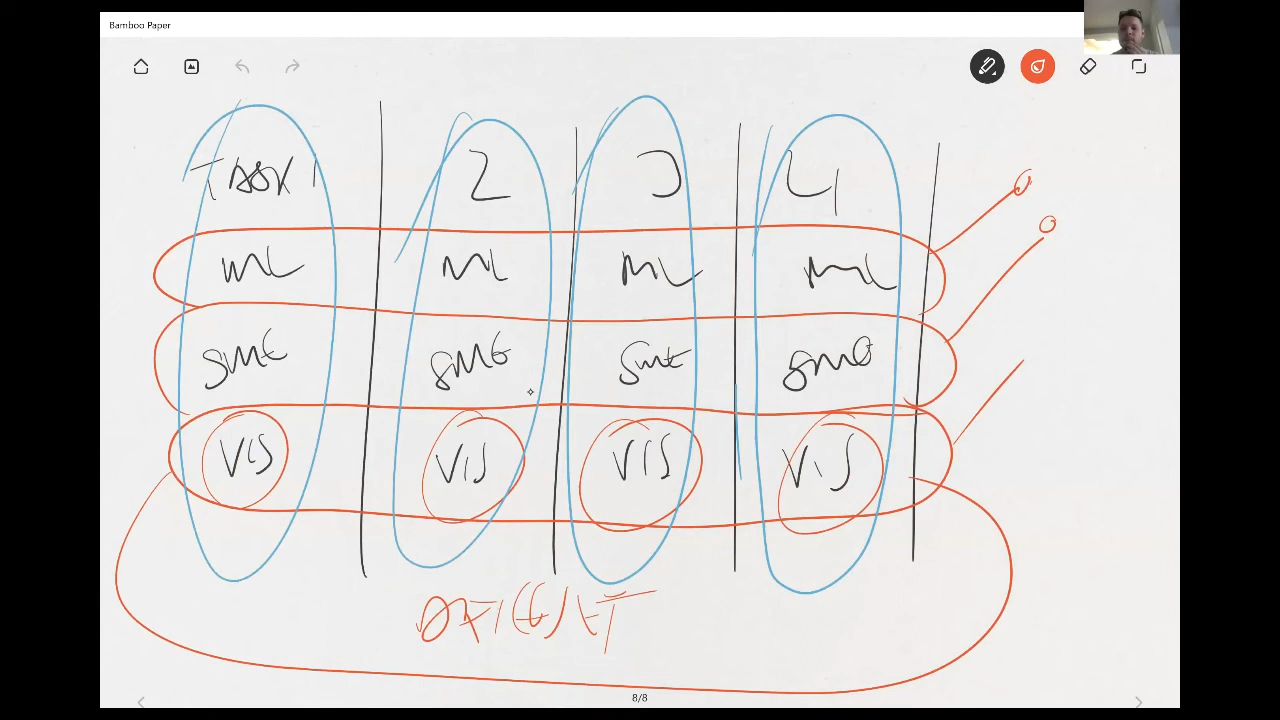 Bamboo Paper
TASK 1 2 3 4
ML ML ML ML
SME SME SME SME
VIS VIS VIS VIS
8/8